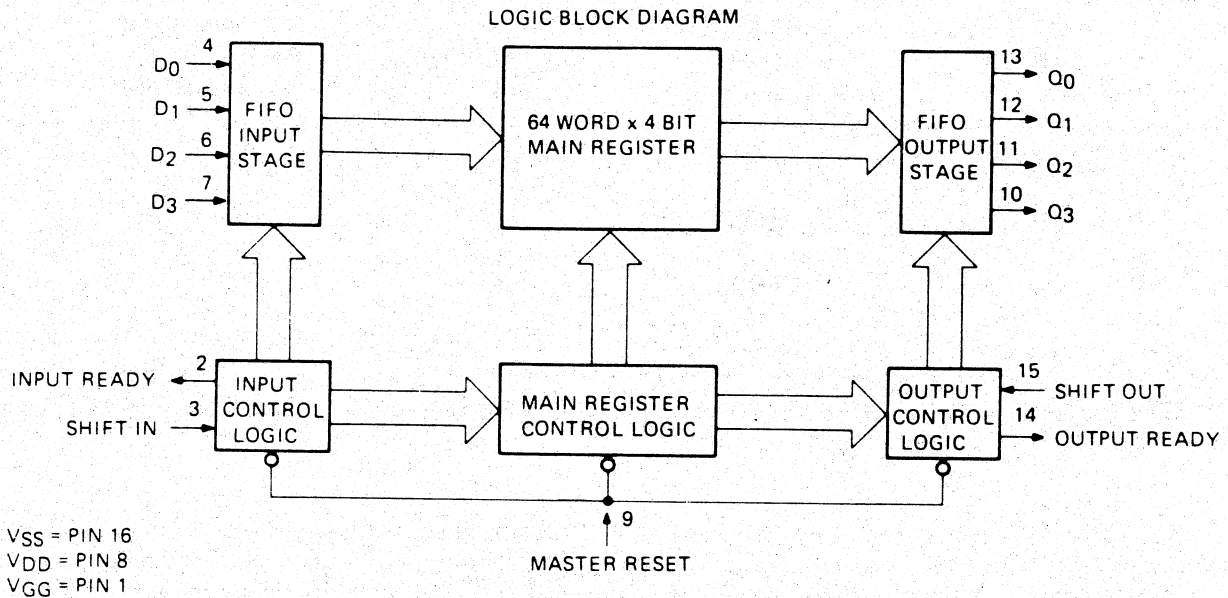 LOGIC BLOCK DIAGRAM
4
D0
5
D1
6
D2
7
D3
FIFO
INPUT
STAGE
64 WORD x 4 BIT
MAIN REGISTER
FIFO
OUTPUT
STAGE
13
Q0
12
Q1
11
Q2
10
Q3
INPUT READY
2
SHIFT IN
3
INPUT
CONTROL
LOGIC
MAIN REGISTER
CONTROL LOGIC
OUTPUT
CONTROL
LOGIC
15
SHIFT OUT
14
OUTPUT READY
9
MASTER RESET
VSS = PIN 16
VDD = PIN 8
VGG = PIN 1